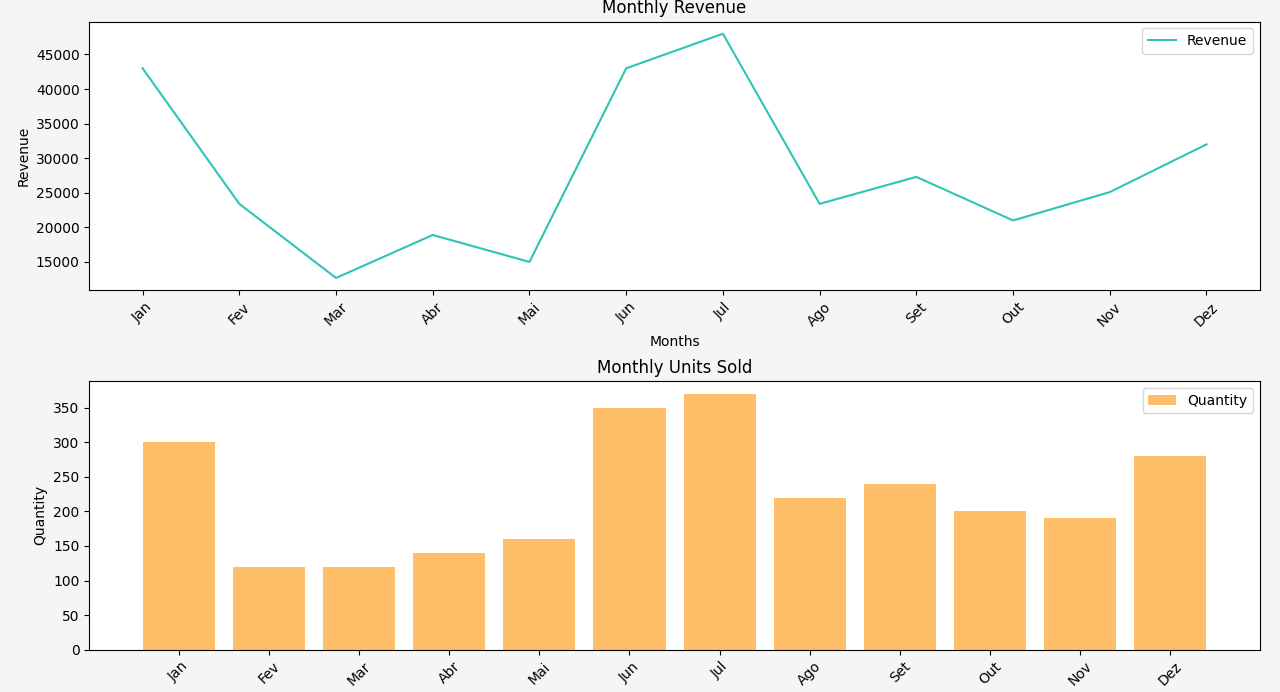 Monthly Revenue
Revenue
45000
40000
35000
30000
25000
20000
15000
Revenue
Jan Fev Mar Abr Mai Jun Jul Ago Set Out Nov Dez
Months
Monthly Units Sold
Quantity
350
300
250
200
150
100
50
0
Quantity
Jan Fev Mar Abr Mai Jun Jul Ago Set Out Nov Dez